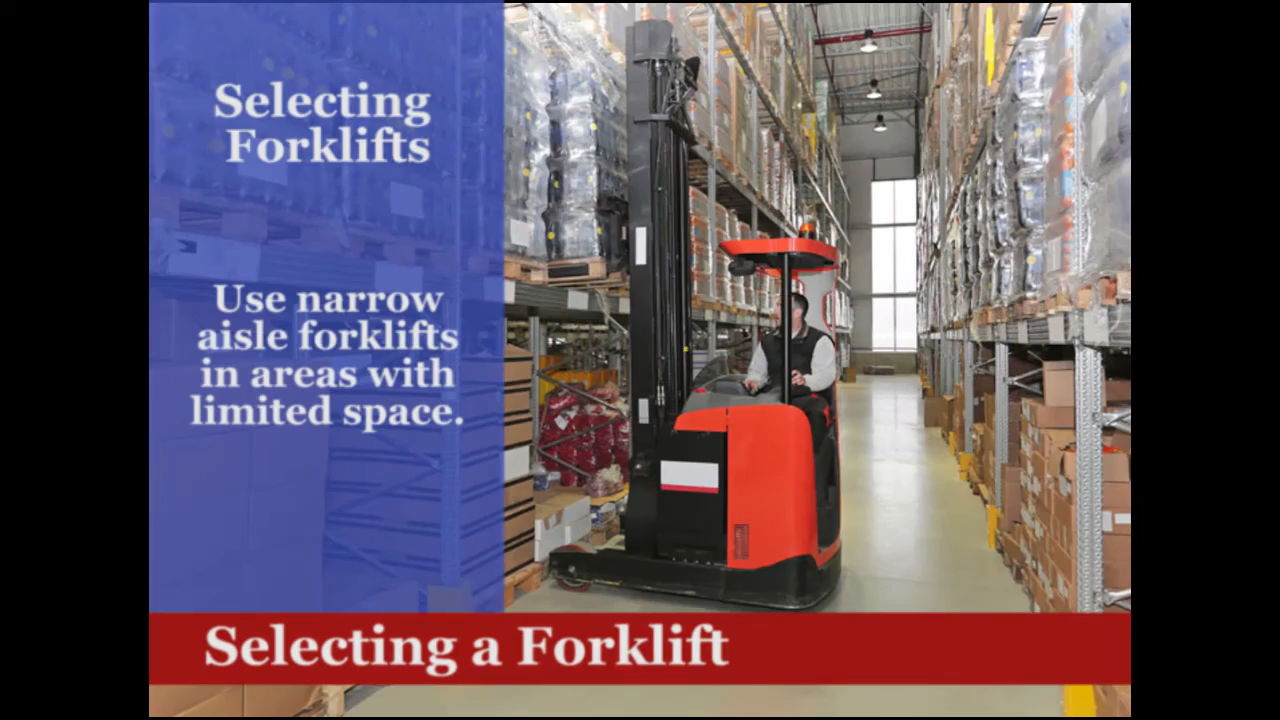 Selecting
Forklifts
Use narrow
aisle forklifts
in areas with
limited space.
Selecting a Forklift